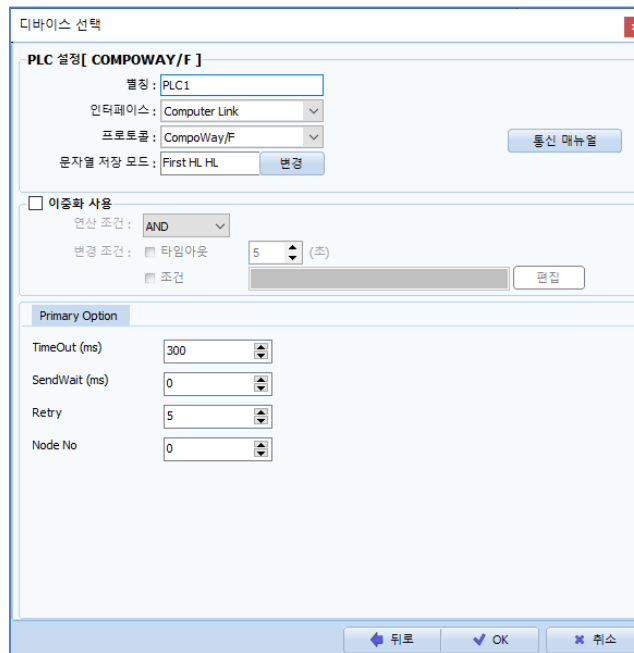 디바이스 선택
PLC 설정[ COMPOWAY/F ]
별칭 : PLC1
인터페이스 : Computer Link
프로토콜 : CompoWay/F
통신 매뉴얼
문자열 저장 모드 : First HL HL 변경
이중화 사용
연산 조건 : AND
변경 조건 : 타임아웃 5 (초)
조건 편집
Primary Option
TimeOut (ms) 300
SendWait (ms) 0
Retry 5
Node No 0
뒤로 OK 취소